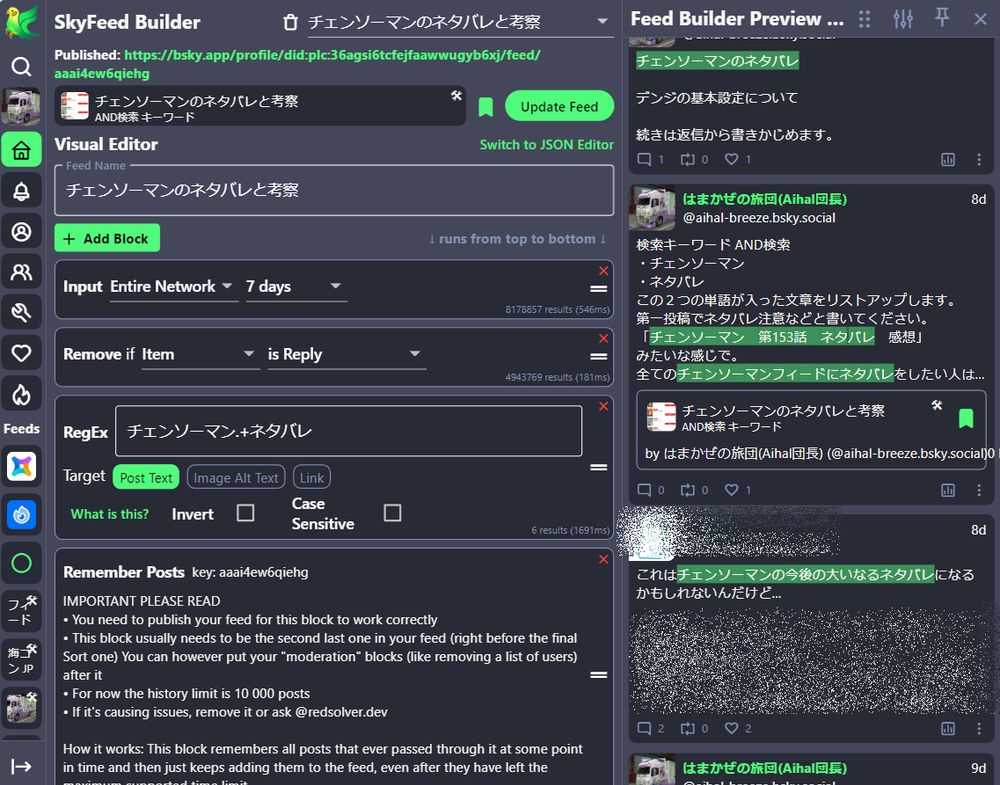 SkyFeed Builder
チェンソーマンのネタバレと考察
Published: https://bsky.app/profile/did:plc:36agsi6tcfejfaawwugyb6xj/feed/
aaai4ew6qiehg
チェンソーマンのネタバレと考察
AND検索 キーワード
Update Feed
Visual Editor
Switch to JSON Editor
Feed Name
チェンソーマンのネタバレと考察
+ Add Block
↓ runs from top to bottom ↓
Input Entire Network 7 days
8178857 results (546ms)
Remove if Item is Reply
4943769 results (181ms)
RegEx チェンソーマン.+ネタバレ
Target Post Text Image Alt Text Link
What is this? Invert Case
Sensitive
6 results (1691ms)
Remember Posts key: aaai4ew6qiehg
IMPORTANT PLEASE READ
• You need to publish your feed for this block to work correctly
• This block usually needs to be the second last one in your feed (right before the final
Sort one) You can however put your "moderation" blocks (like removing a list of users)
after it
• For now the history limit is 10 000 posts
• If it's causing issues, remove it or ask @redsolver.dev
How it works: This block remembers all posts that ever passed through it at some point
in time and then just keeps adding them to the feed, even after they have left the
maximum supported time limit
Feeds
フィ
ード
海ゴ
ン JP
Feed Builder Preview ...
@aihal-breeze.bsky.social
チェンソーマンのネタバレ
デンジの基本設定について
続きは返信から書きかじめます。
1 0 1
はまかぜの旅団(Aihal団長)
8d
@aihal-breeze.bsky.social
検索キーワード AND検索
・チェンソーマン
・ネタバレ
この２つの単語が入った文章をリストアップします。
第一投稿でネタバレ注意などと書いてください。
「チェンソーマン　第153話　ネタバレ　感想」
みたいな感じで。
全てのチェンソーマンフィードにネタバレをしたい人は...
チェンソーマンのネタバレと考察
AND検索 キーワード
by はまかぜの旅団(Aihal団長) (@aihal-breeze.bsky.social)0
0 0 1
8d
これはチェンソーマンの今後の大いなるネタバレになる
かもしれないんだけど...
2 0 2
はまかぜの旅団(Aihal団長)
9d
@aihal-breeze.bsky.social